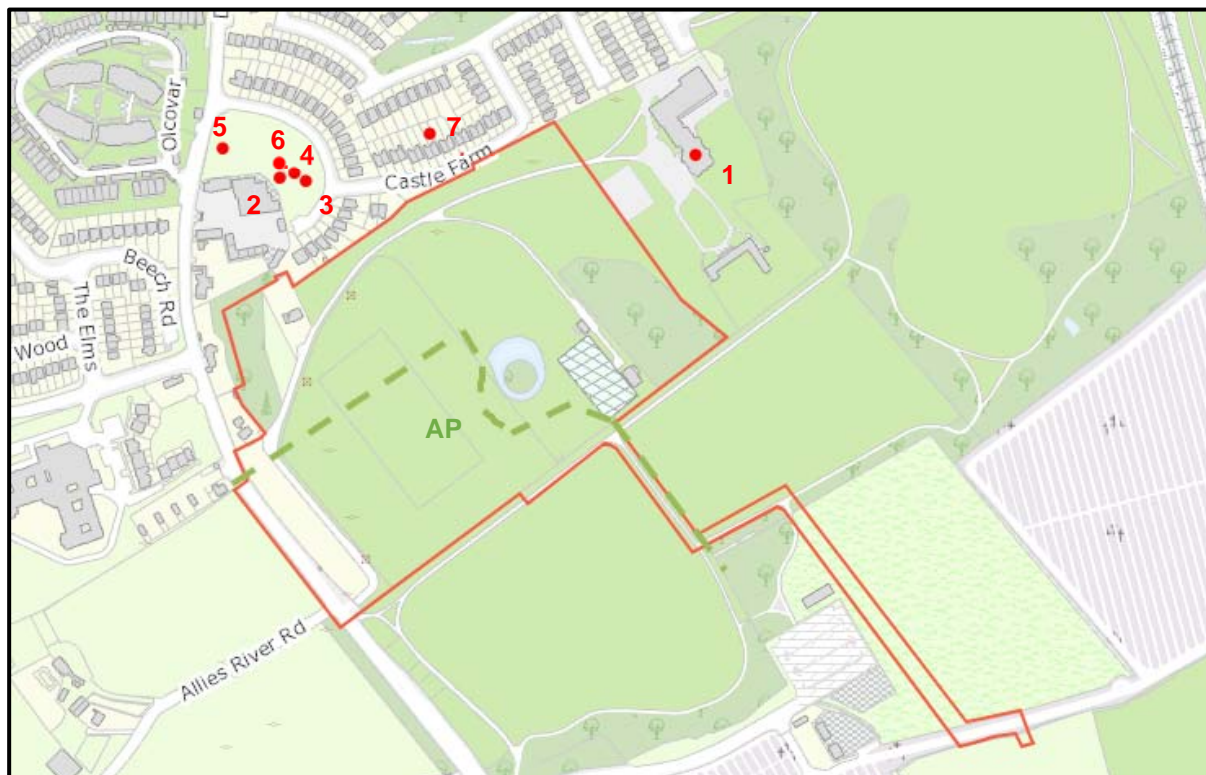 Olcovar
5
6
4
7
1
2
3
Castle Farm
Beech Rd
The Elms
Wood
AP
Allies River Rd